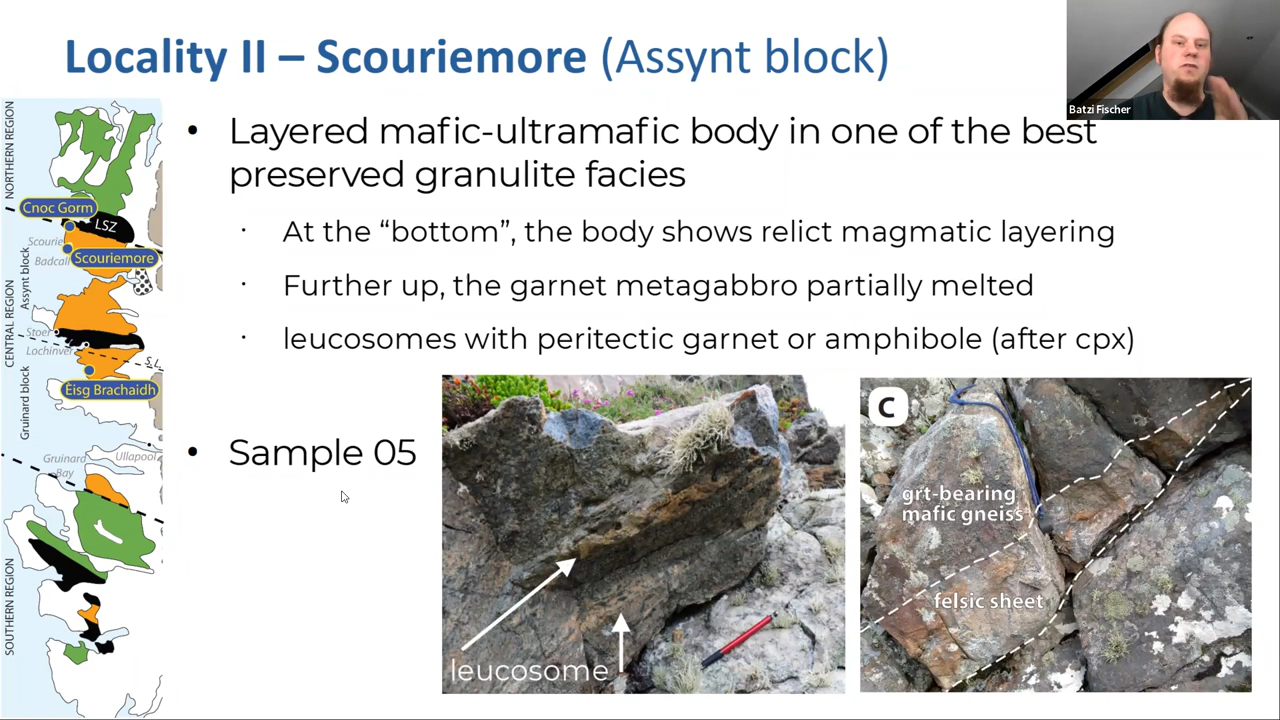 Locality II – Scouriemore (Assynt block)
Batzi Fischer
• Layered mafic-ultramafic body in one of the best
preserved granulite facies
· At the “bottom”, the body shows relict magmatic layering
· Further up, the garnet metagabbro partially melted
· leucosomes with peritectic garnet or amphibole (after cpx)
• Sample 05
NORTHERN REGION
Cnoc Gorm
LSZ
Scourie
Scouriemore
Badcall
Assynt block
CENTRAL REGION
Stoer
Lochinver
Eisg Brachaidh
Gruinard block
Ullapool
Gruinard
Bay
SOUTHERN REGION
leucosome
C
grt-bearing
mafic gneiss
felsic sheet